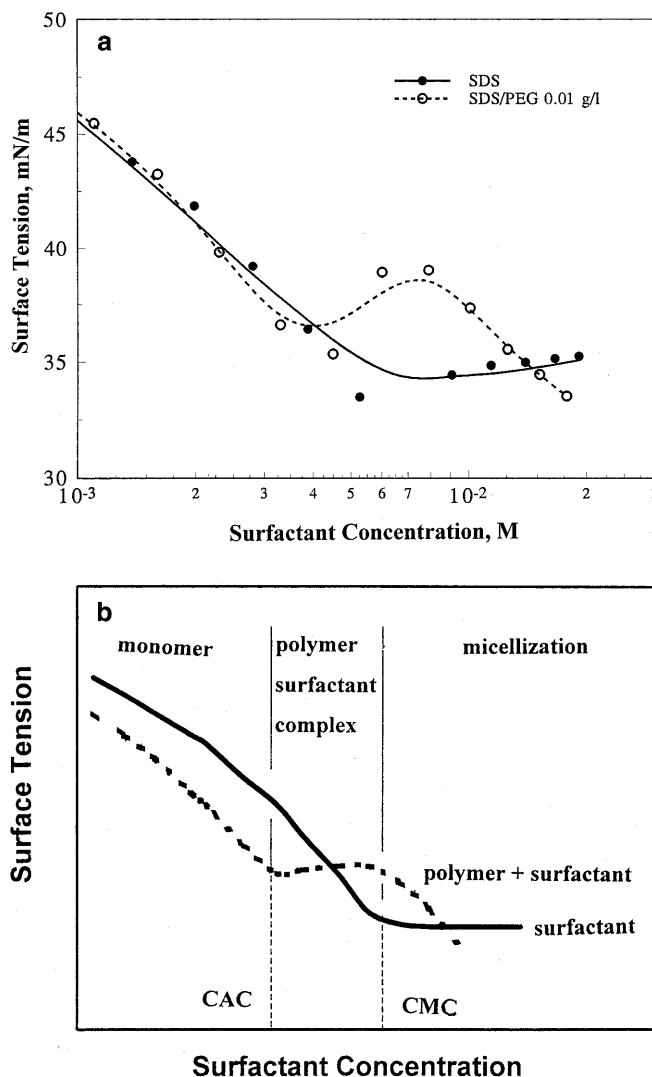 a
50
45
40
35
30
SDS
SDS/PEG 0.01 g/l
Surface Tension, mN/m
10-3
2
3
4
5
6
7
10-2
2
Surfactant Concentration, M
b
monomer
polymer
surfactant
complex
micellization
polymer + surfactant
surfactant
CAC
CMC
Surface Tension
Surfactant Concentration